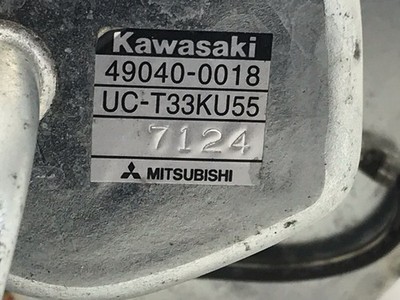 Kawasaki
49040-0018
UC-T33KU55
7124
MITSUBISHI